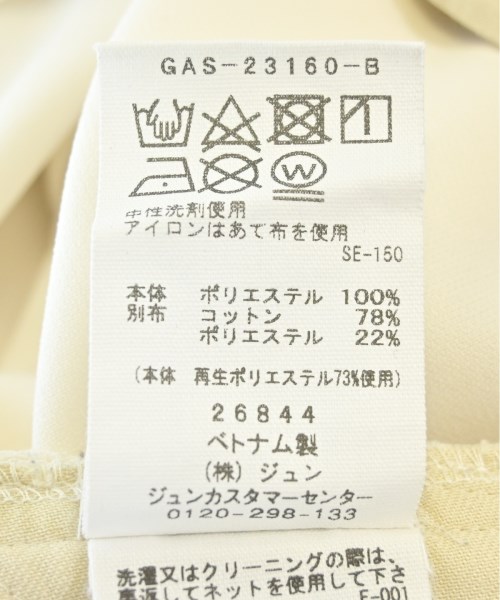 GAS-23160-B
W
中性洗剤使用
アイロンはあて布を使用
SE-150
本体 ポリエステル 100%
別布 コットン 78%
ポリエステル 22%
(本体 再生ポリエステル73%使用)
26844
ベトナム製
(株)ジュン
ジュンカスタマーセンター
0120-298-133
洗濯又はクリーニングの際は、
裏返してネットを使用して下さ
F-001